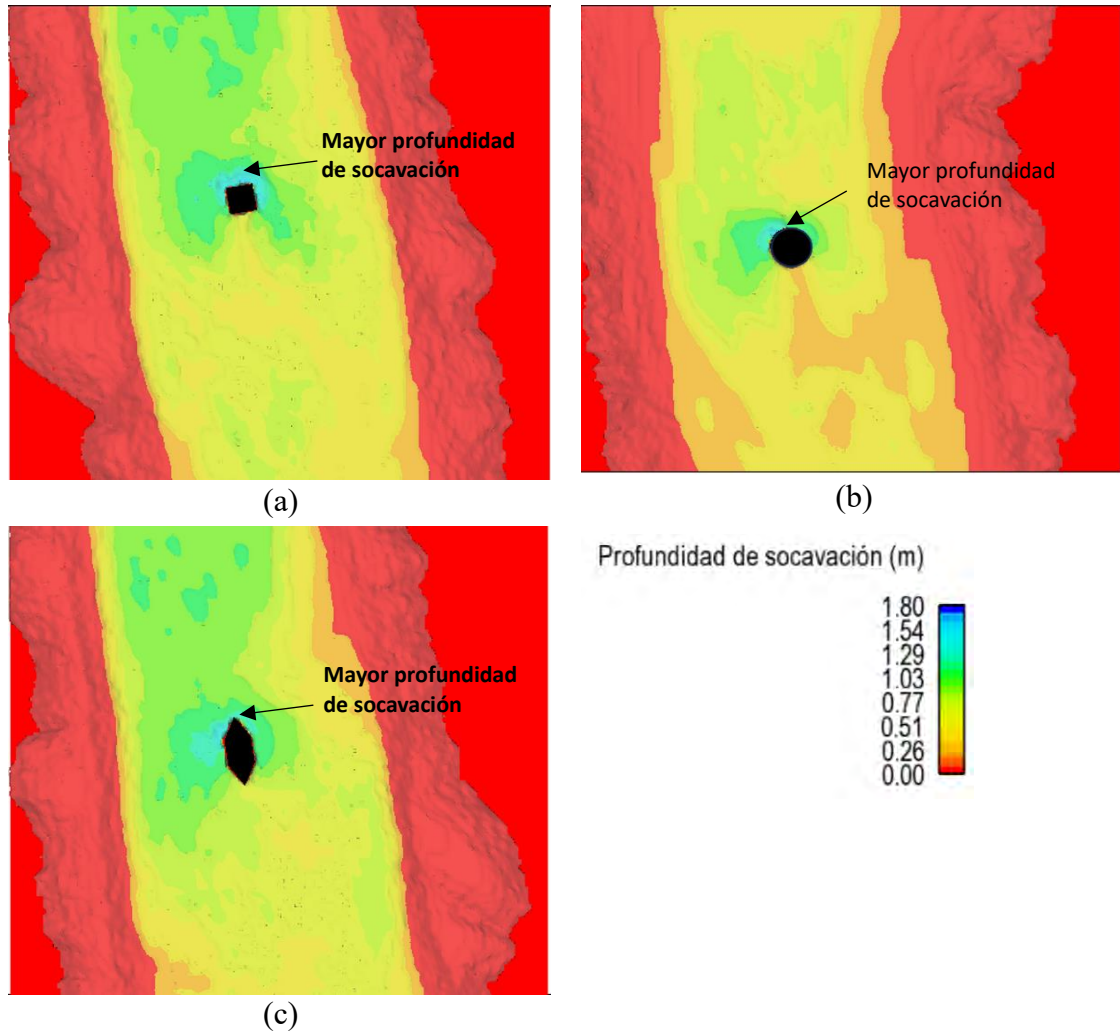 Mayor profundidad
de socavación
Mayor profundidad
de socavación
(a)
(b)
Mayor profundidad
de socavación
(c)
Profundidad de socavación (m)
1.80
1.54
1.29
1.03
0.77
0.51
0.26
0.00